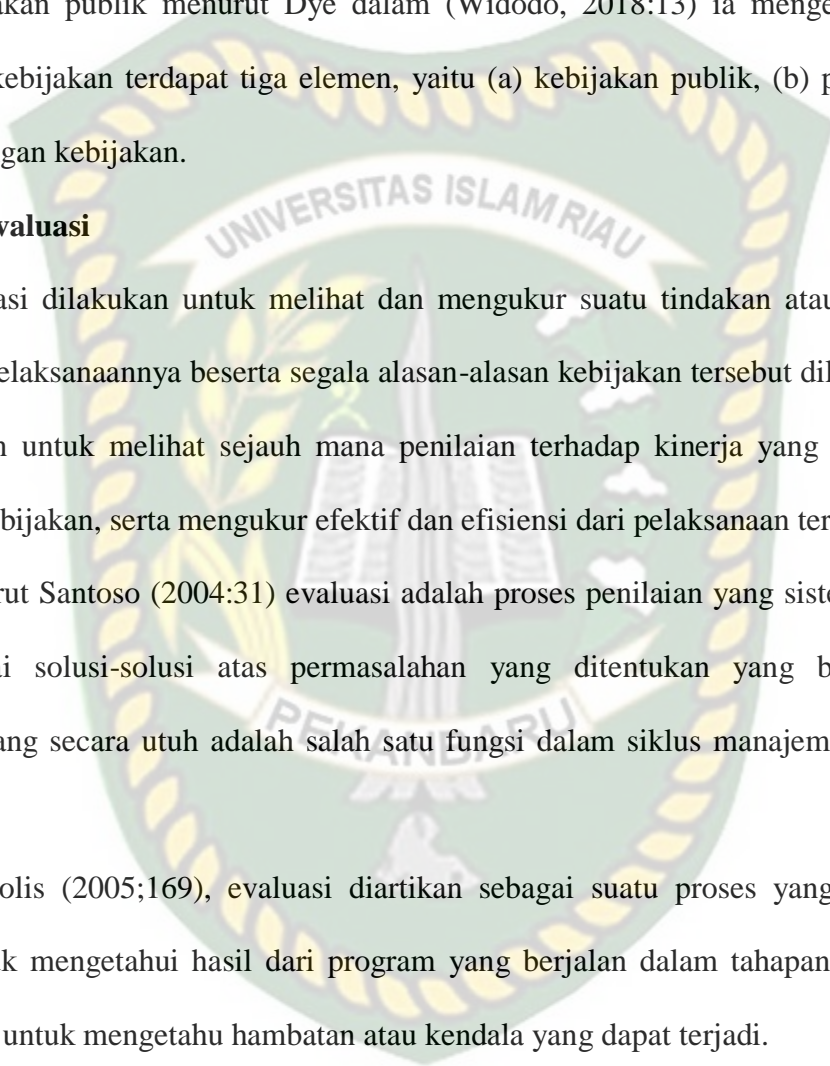 akan publik menurut Dye dalam (Widodo, 2018:13) ia menge
kebijakan terdapat tiga elemen, yaitu (a) kebijakan publik, (b) p
gan kebijakan.
UNIVERSITAS ISLAM RIAU
valuasi
asi dilakukan untuk melihat dan mengukur suatu tindakan atau
elaksanaannya beserta segala alasan-alasan kebijakan tersebut dil
untuk melihat sejauh mana penilaian terhadap kinerja yang
bijakan, serta mengukur efektif dan efisiensi dari pelaksanaan ter
rut Santoso (2004:31) evaluasi adalah proses penilaian yang siste
ai solusi-solusi atas permasalahan yang ditentukan yang b
ang secara utuh adalah salah satu fungsi dalam siklus manajem
PEKANBARU
olis (2005;169), evaluasi diartikan sebagai suatu proses yang
k mengetahui hasil dari program yang berjalan dalam tahapan
untuk mengetahu hambatan atau kendala yang dapat terjadi.